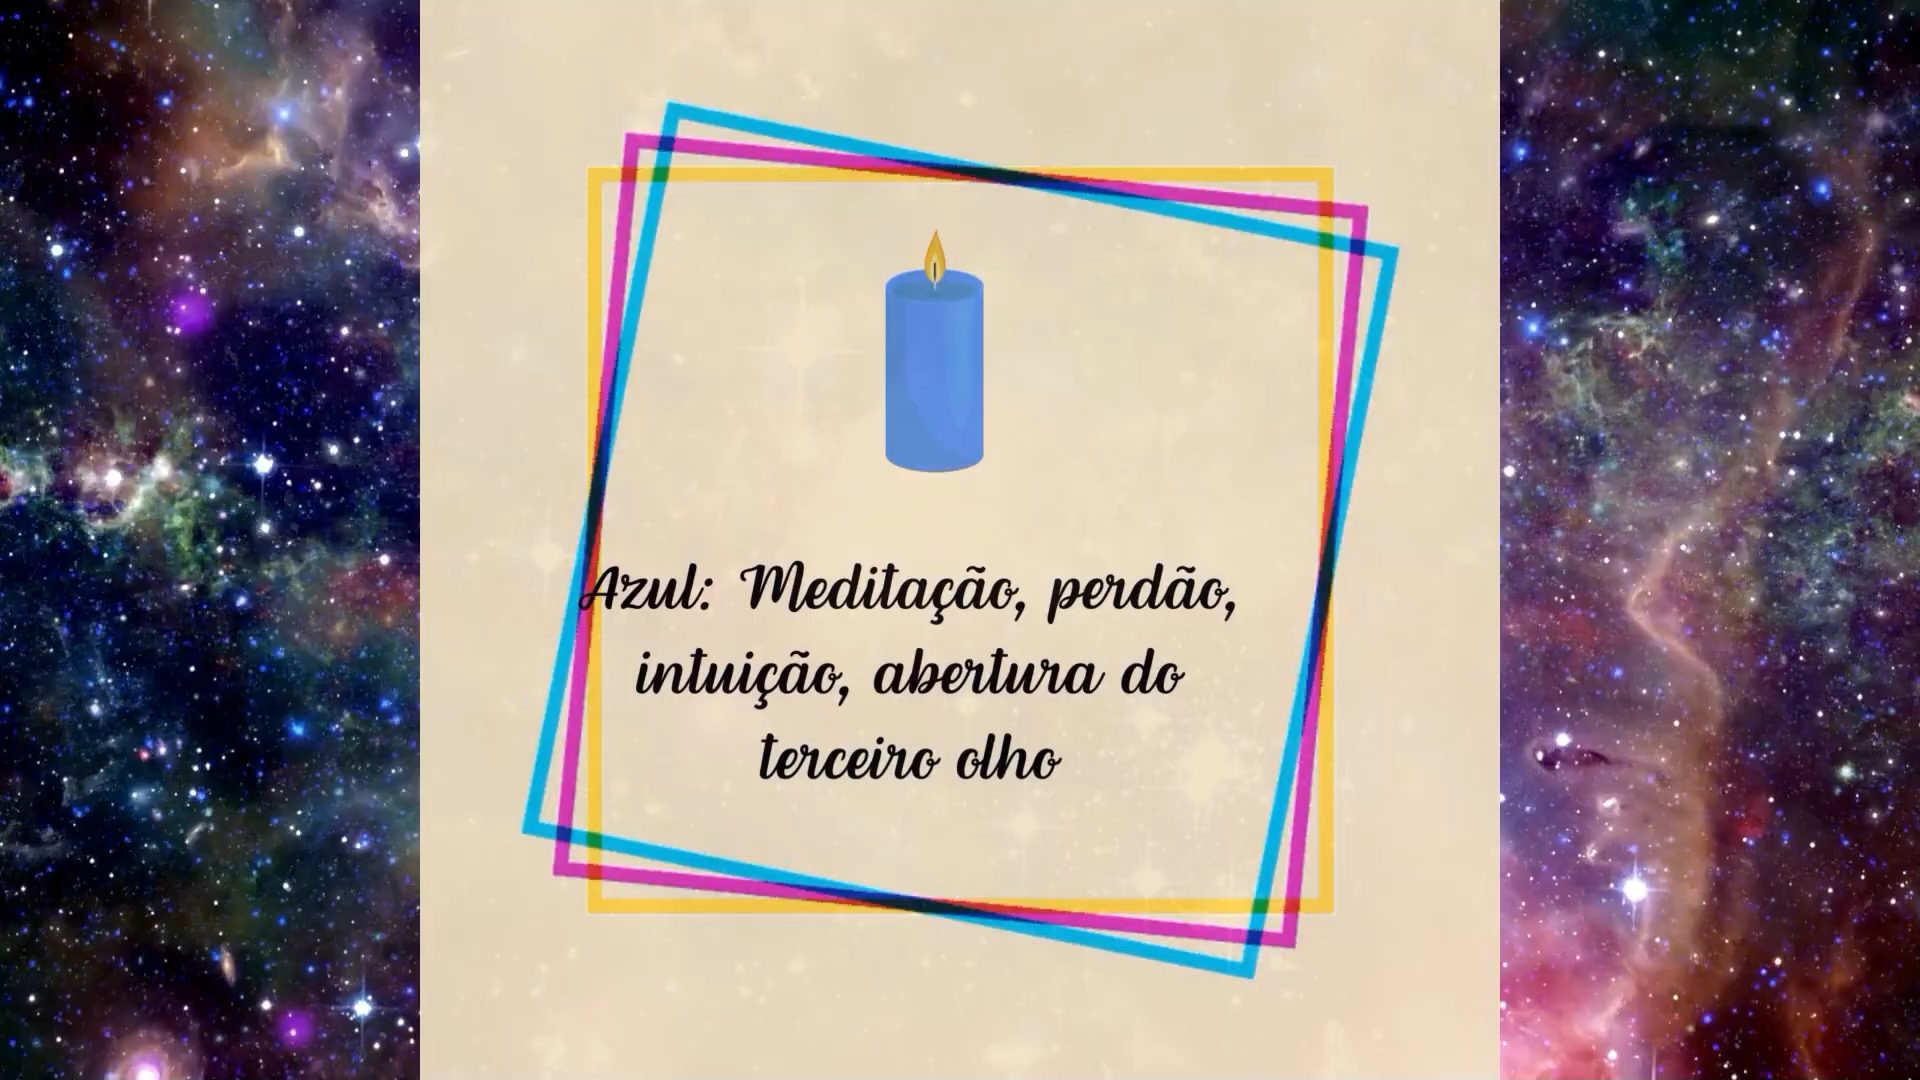 Azul: Meditação, perdão,
intuição, abertura do
terceiro olho